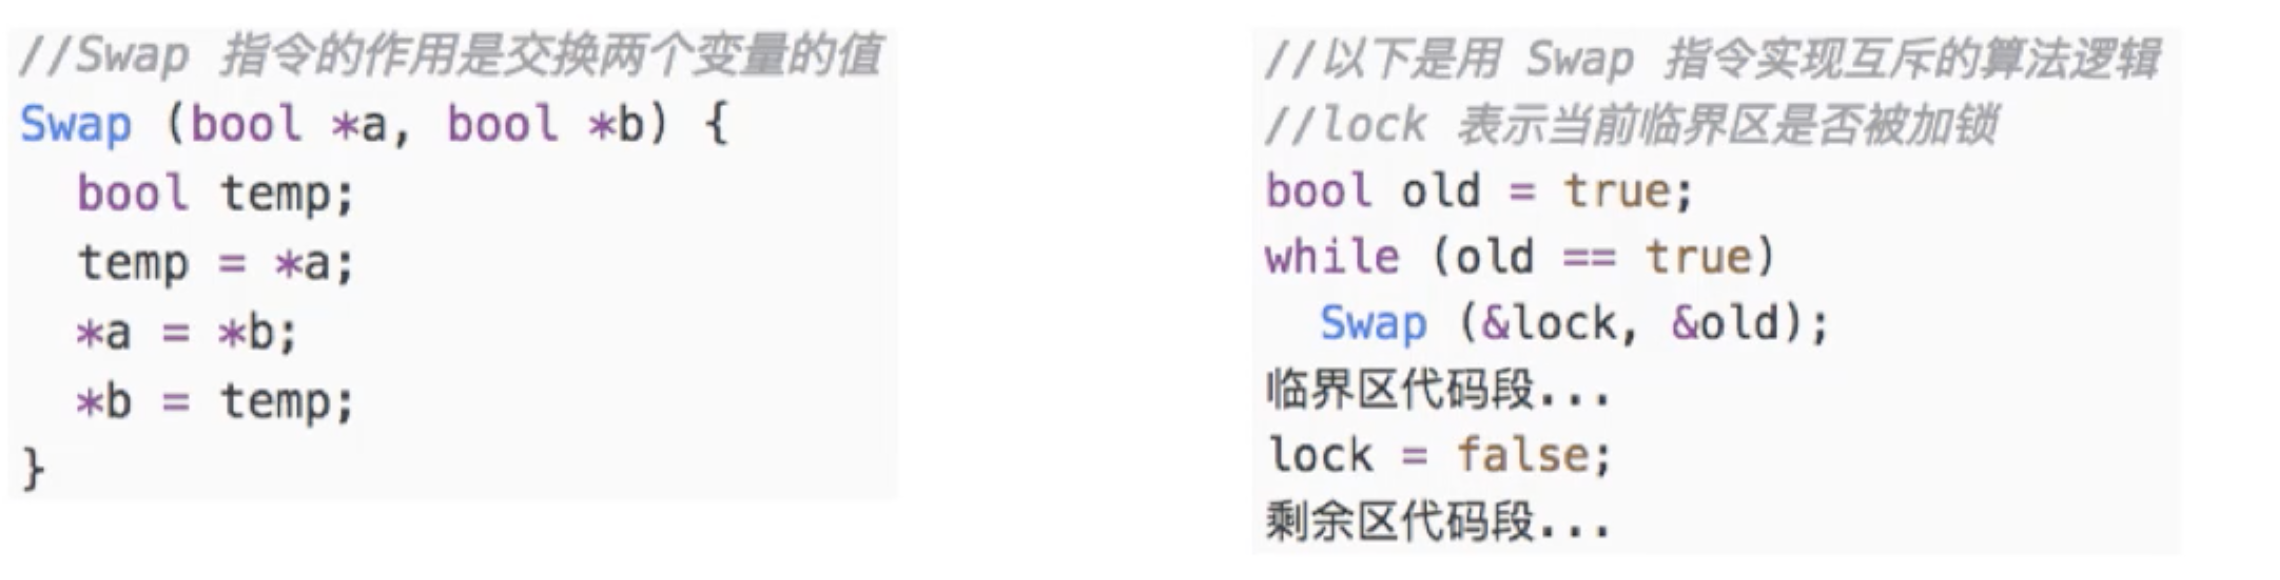 //Swap 指令的作用是交换两个变量的值
Swap (bool *a, bool *b) {
  bool temp;
  temp = *a;
  *a = *b;
  *b = temp;
}
//以下是用 Swap 指令实现互斥的算法逻辑
//lock 表示当前临界区是否被加锁
bool old = true;
while (old == true)
  Swap (&lock, &old);
临界区代码段...
lock = false;
剩余区代码段...